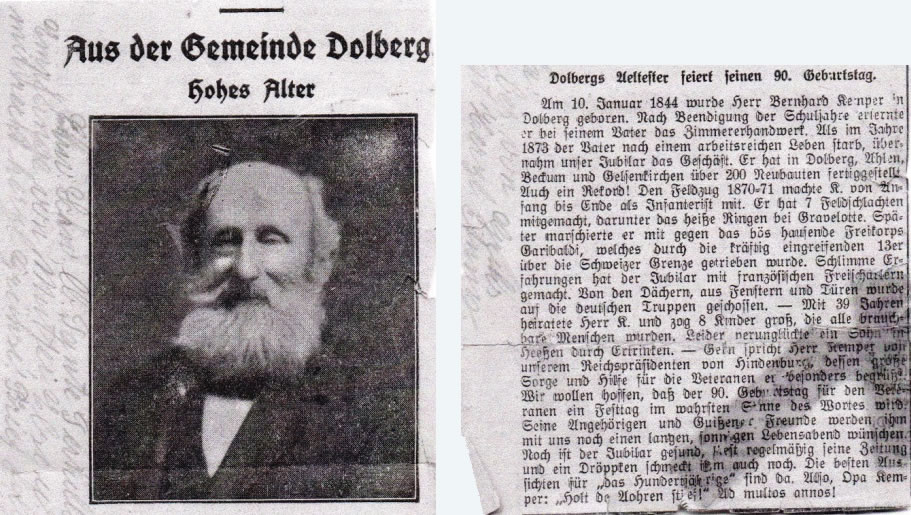 Aus der Gemeinde Dolberg
Hohes Alter
Dolbergs Aeltester feiert seinen 90. Geburtstag.
Am 10. Januar 1844 wurde Herr Bernhard Kemper in
Dolberg geboren. Nach Beendigung der Schuljahre erlernte
er bei seinem Vater das Zimmererhandwerk. Als im Jahre
1873 der Vater nach einem arbeitsreichen Leben starb, über-
nahm unser Jubilar das Geschäft. Er hat in Dolberg, Ahlen,
Beckum und Gelsenkirchen über 200 Neubauten fertiggestellt
Auch ein Rekord! Den Feldzug 1870-71 machte K. von An-
fang bis Ende als Infanterist mit. Er hat 7 Feldschlachten
mitgemacht, darunter das heiße Ringen bei Gravelotte. Spä-
ter marschierte er mit gegen das bös hausende Freikorps
Garibaldi, welches durch die kräftig eingreifenden 13er
über die Schweizer Grenze getrieben wurde. Schlimme Er-
fahrungen hat der Jubilar mit französischen Freischärlern
gemacht. Von den Dächern, aus Fenstern und Türen wurde
auf die deutschen Truppen geschossen. — Mit 39 Jahren
heiratete Herr K. und zog 8 Kinder groß, die alle brauch-
bare Menschen wurden. Leider verunglückte ein Sohn in
Heeßen durch Ertrinken. — Gern spricht Herr Kemper von
unserem Reichspräsidenten von Hindenburg, dessen große
Sorge und Hilfe für die Veteranen er besonders begrüßt.
Wir wollen hoffen, daß der 90. Geburtstag für den Vete-
ranen ein Festtag im wahrsten Sinne des Wortes wird.
Seine Angehörigen und Freunde werden ihm
mit uns noch einen langen, sonnigen Lebensabend wünschen.
Noch ist der Jubilar gesund, liest regelmäßig seine Zeitung
und ein Dröppken schmeckt ihm auch noch. Die besten Aus-
sichten für „das Hundertjährige" sind da. Also, Opa Kem-
per: „Holt de Aohren stief!" Ad multos annos!